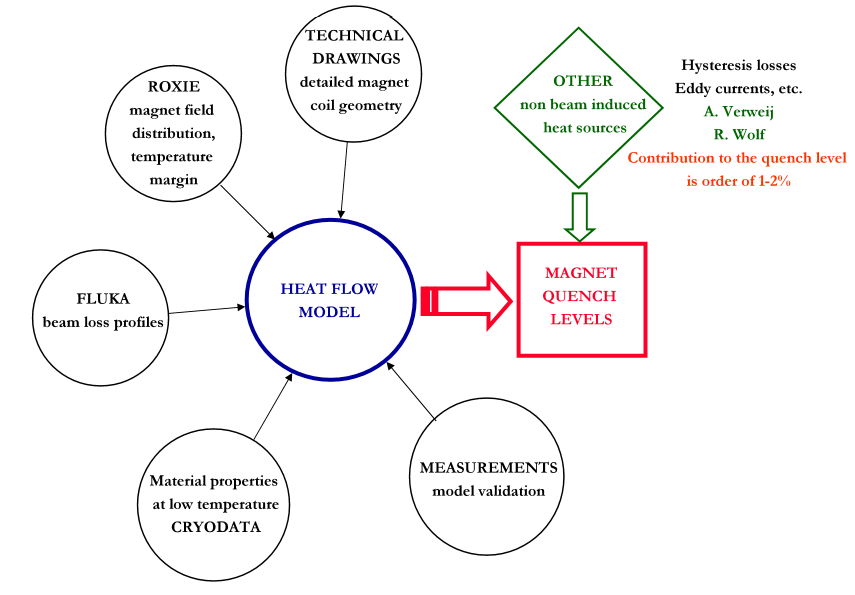 TECHNICAL
DRAWINGS
detailed magnet
coil geometry
ROXIE
magnet field
distribution,
temperature
margin
OTHER
non beam induced
heat sources
Hysteresis losses
Eddy currents, etc.
A. Verweij
R. Wolf
Contribution to the quench level
is order of 1-2%
FLUKA
beam loss profiles
HEAT FLOW
MODEL
MAGNET
QUENCH
LEVELS
Material properties
at low temperature
CRYODATA
MEASUREMENTS
model validation